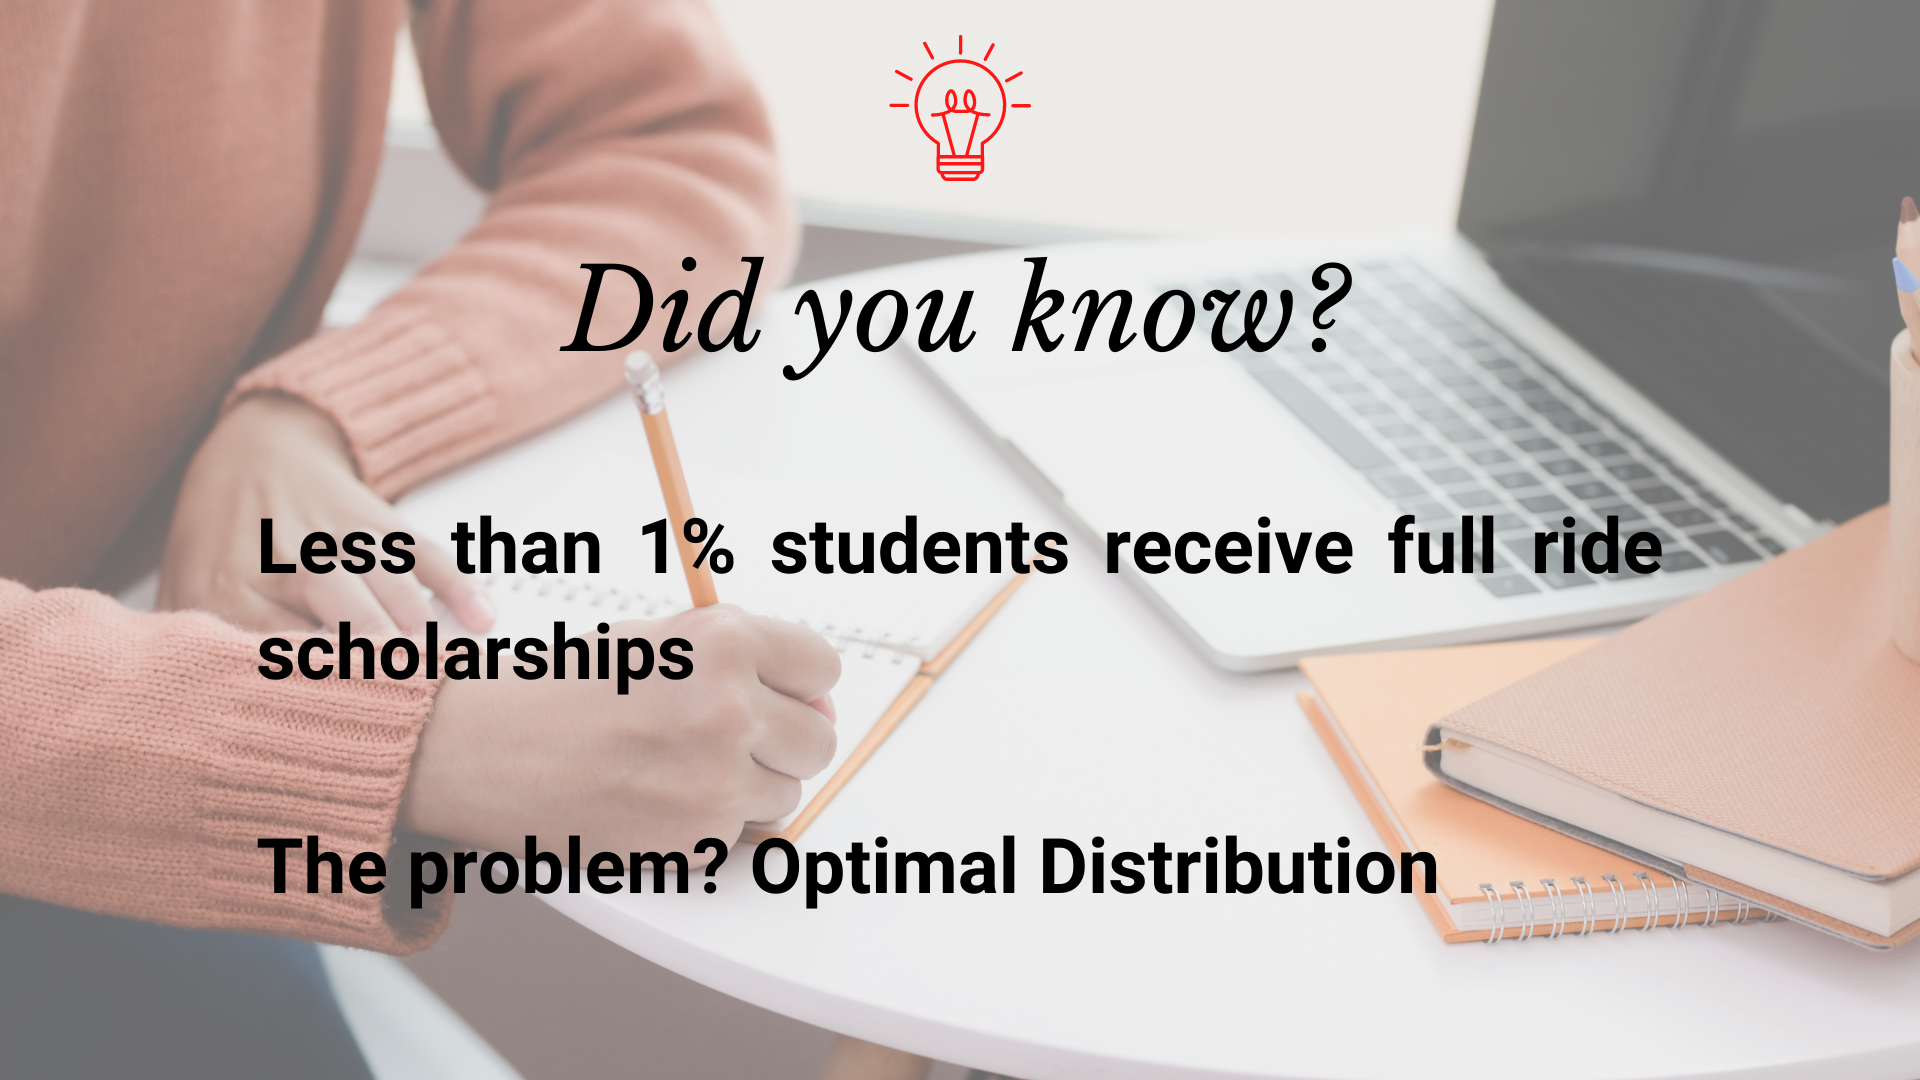 Did you know?
Less than 1% students receive full ride
scholarships
The problem? Optimal Distribution